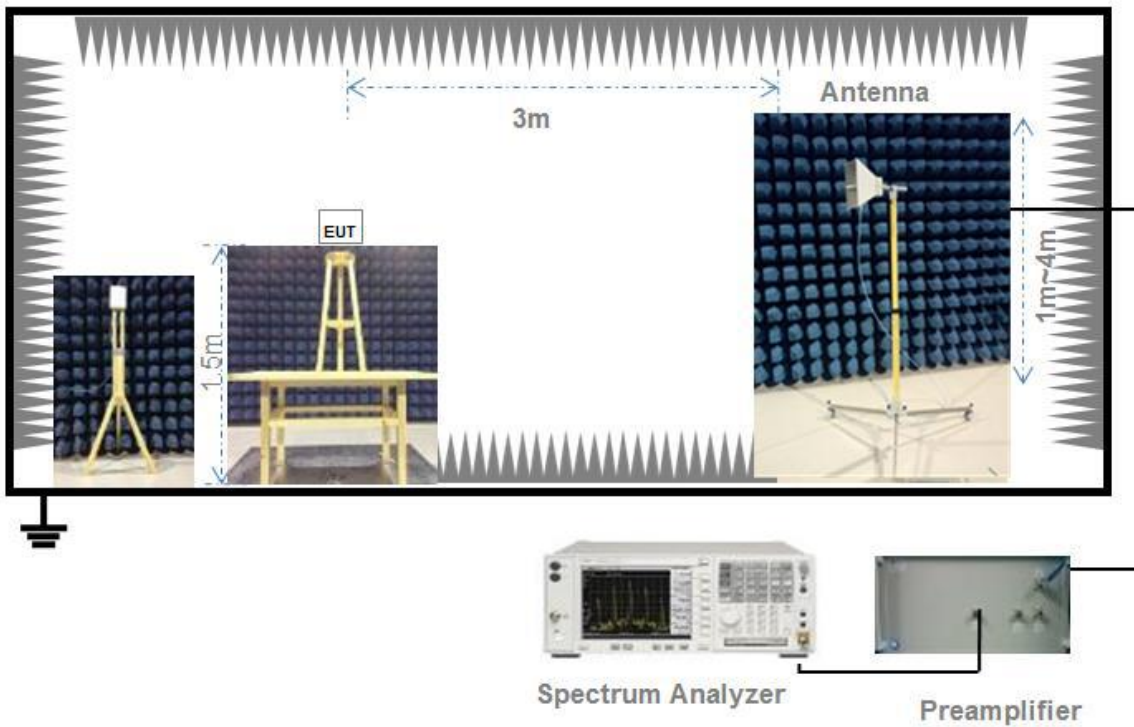 Antenna
3m
EUT
1.5m
1m~4m
Spectrum Analyzer
Preamplifier